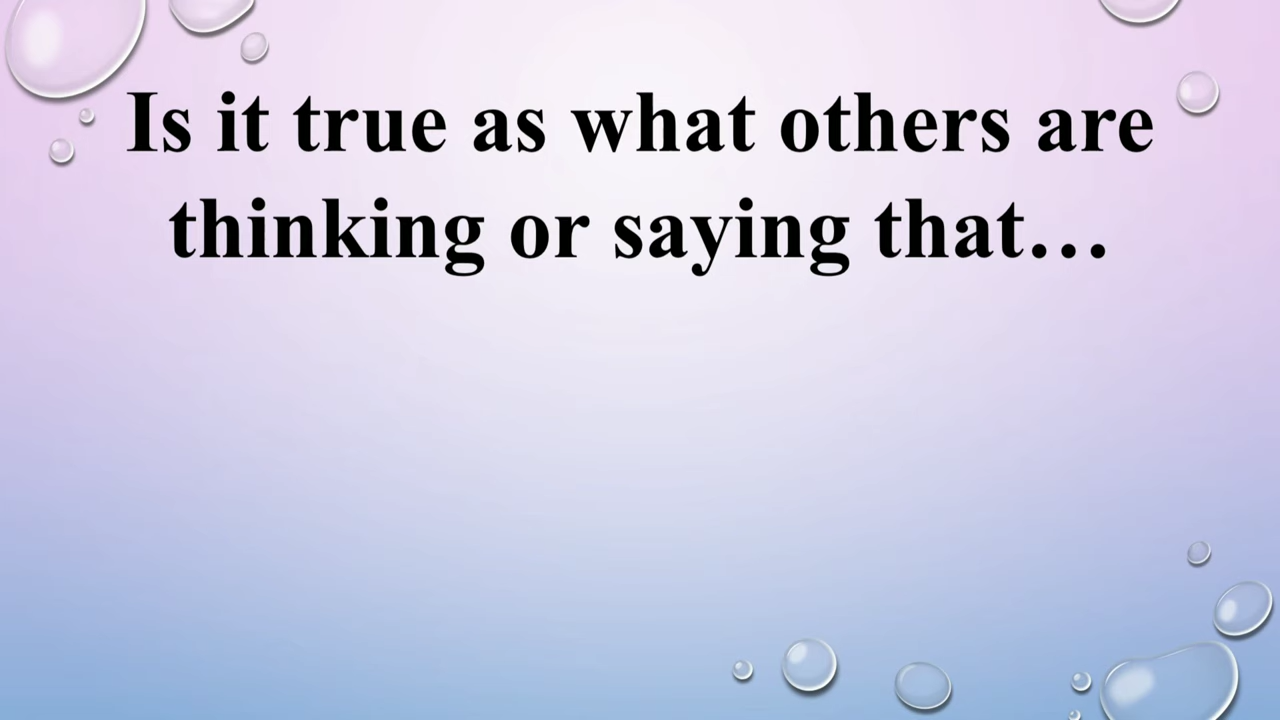 Is it true as what others are
thinking or saying that…